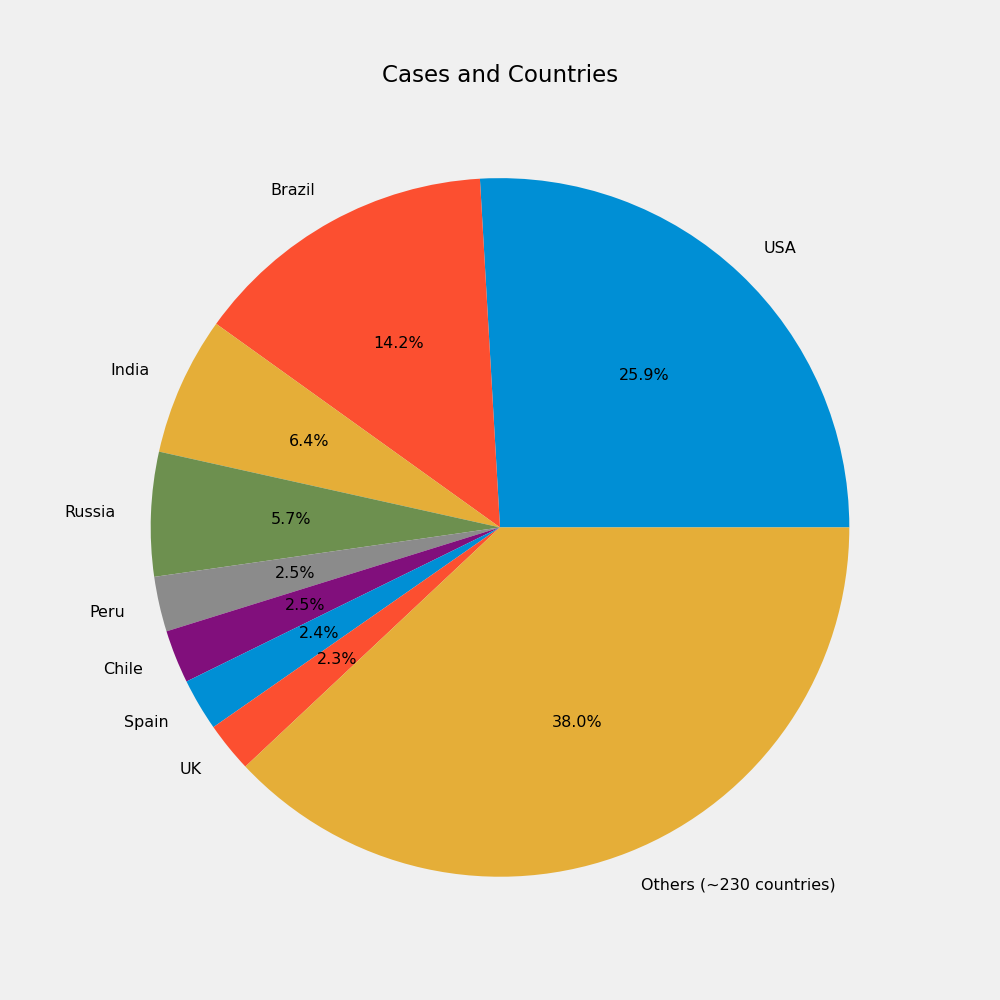 Cases and Countries
Brazil
USA
14.2%
25.9%
India
6.4%
Russia
5.7%
2.5%
Peru
2.5%
Chile
2.4%
Spain
2.3%
UK
38.0%
Others (~230 countries)